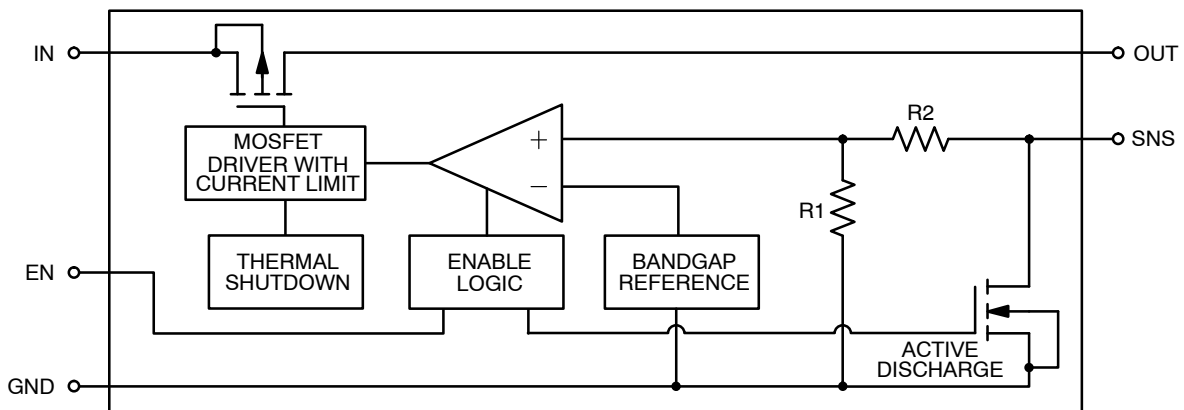 IN
OUT
R2
SNS
MOSFET
DRIVER WITH
CURRENT LIMIT
+
−
R1
THERMAL
SHUTDOWN
ENABLE
LOGIC
BANDGAP
REFERENCE
EN
ACTIVE
DISCHARGE
GND